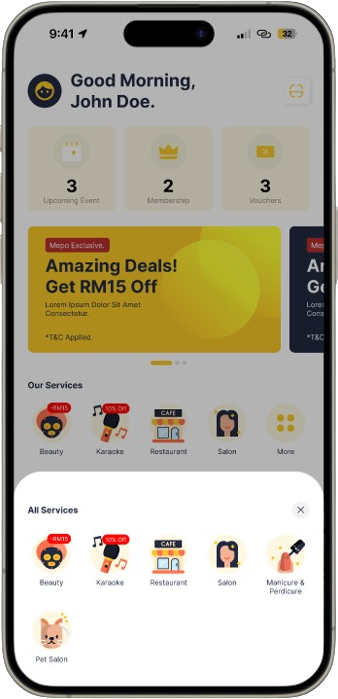 9:41
32
Good Morning,
John Doe.
3
Upcoming Event
2
Membership
3
Vouchers
Mepo Exclusive.
Amazing Deals!
Get RM15 Off
Lorem Ipsum Dolor Sit Amet
Consectetur.
*T&C Applied.
Me
Ar
Ge
Lore
Cons
*T&C
Our Services
-RM15
10% OFF
CAFE
Beauty
Karaoke
Restaurant
Salon
More
All Services
-RM15
10% OFF
CAFE
Beauty
Karaoke
Restaurant
Salon
Manicure &
Perdicure
Pet Salon